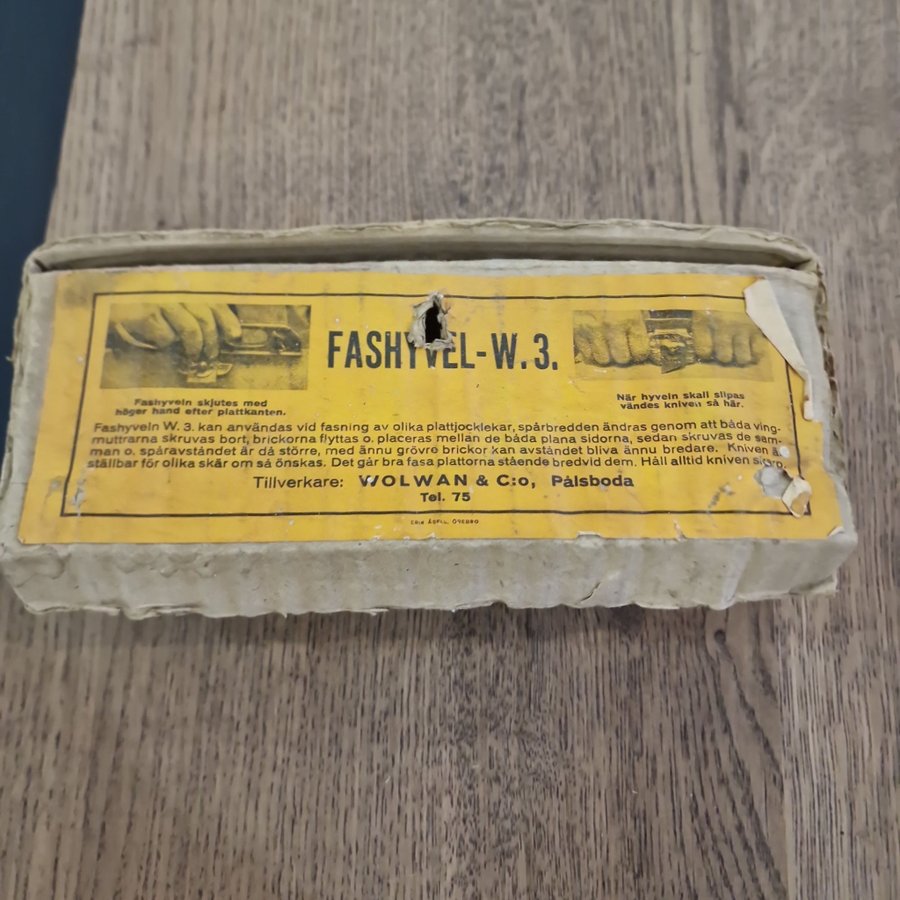 FASHYVEL-W.3.
Fashyveln skjutes med
höger hand efter plattkanten.
När hyveln skall slipas
vändes kniven så här.
Fashyveln W. 3. kan användas vid fasning av olika plattjocklekar, spårbredden ändras genom att båda ving-
muttrarna skruvas bort, brickorna flyttas o. placeras mellan de båda plana sidorna, sedan skruvas de sam-
man o. spåravståndet är då större, med ännu grövre brickor kan avståndet bliva ännu bredare. Kniven är
ställbar för olika skär om så önskas. Det går bra fasa plattorna stående bredvid dem. Håll alltid kniven
Tillverkare: WOLWAN & C:o, Pålsboda
Tel. 75
ÖREBRO